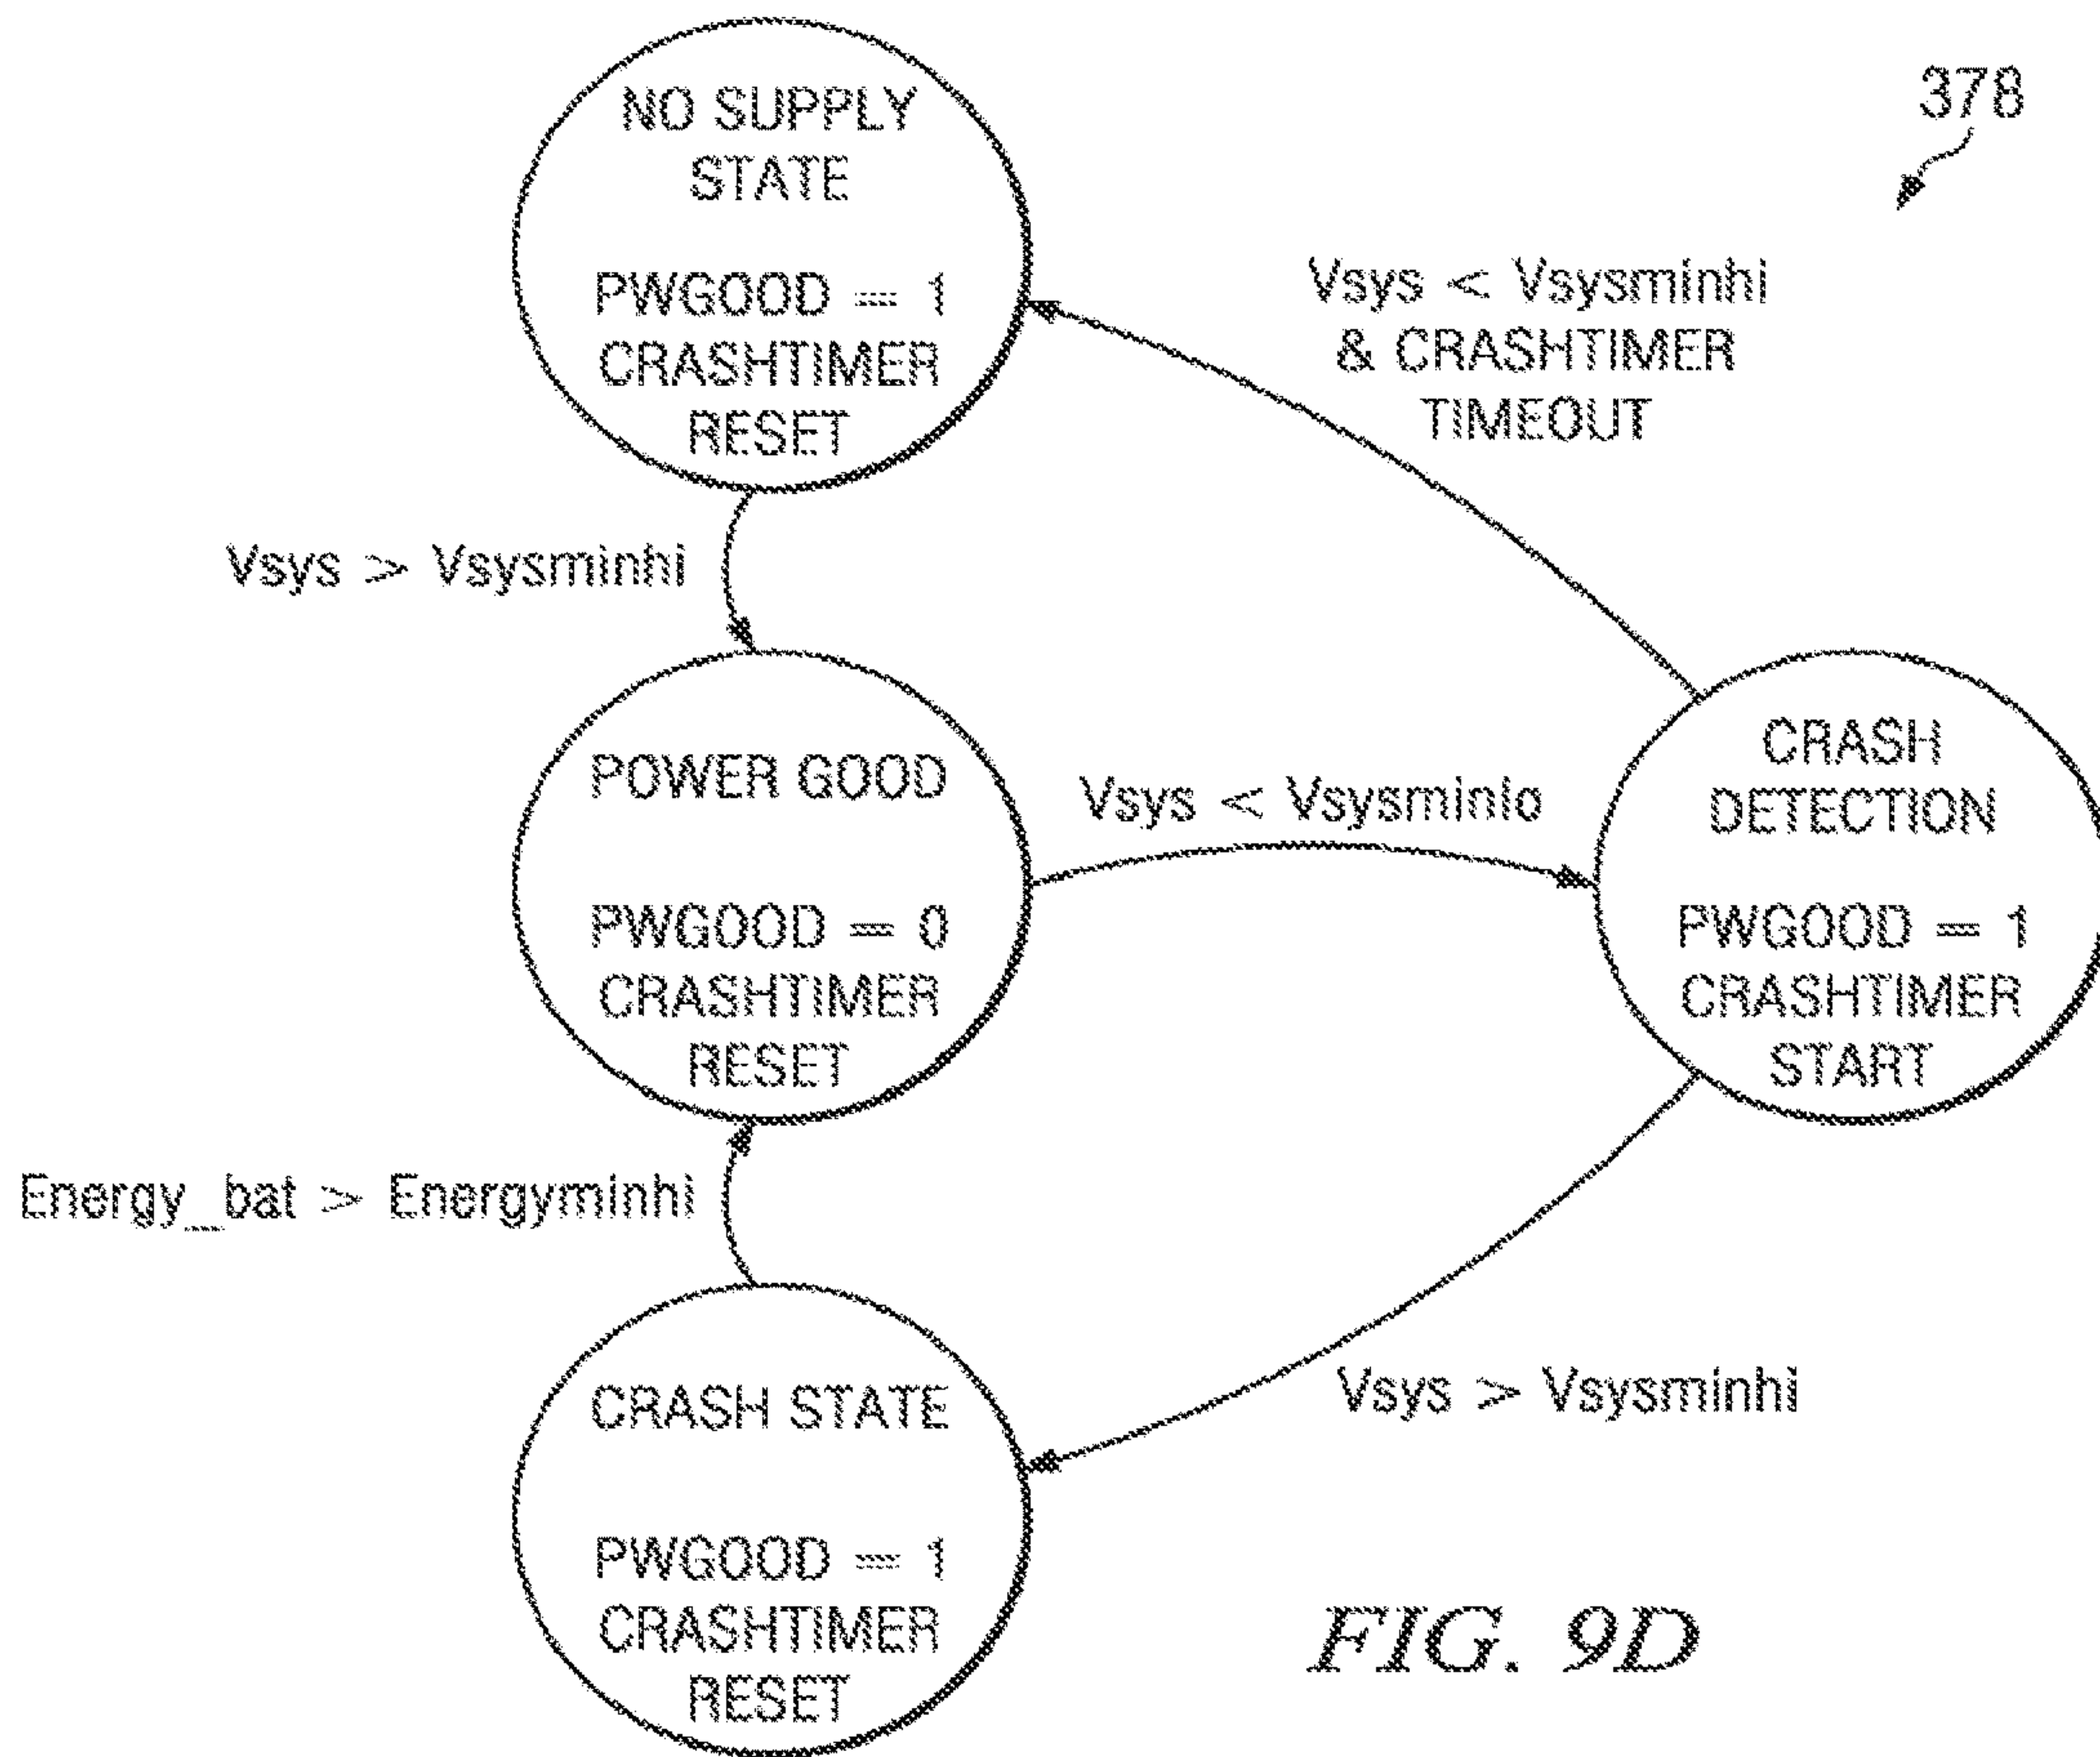 NO SUPPLY
STATE
PWGOOD == 1
CRASHTIMER
RESET
378
Vsys < Vsysminhi
& CRASHTIMER
TIMEOUT
Vsys > Vsysminhi
POWER GOOD
PWGOOD == 0
CRASHTIMER
RESET
Vsys < Vsysminlo
CRASH
DETECTION
PWGOOD == 1
CRASHTIMER
START
Energy_bat > Energyminhi
Vsys > Vsysminhi
CRASH STATE
PWGOOD == 1
CRASHTIMER
RESET
FIG. 9D